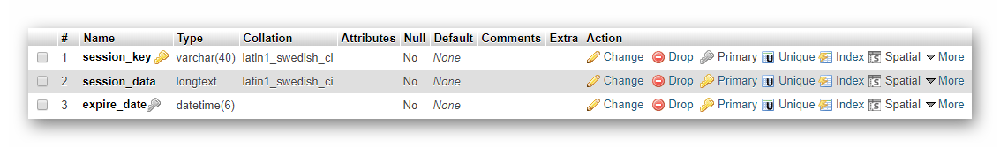 # Name Type Collation Attributes Null Default Comments Extra Action
1 session_key varchar(40) latin1_swedish_ci No None Change Drop Primary Unique Index Spatial More
2 session_data longtext latin1_swedish_ci No None Change Drop Primary Unique Index Spatial More
3 expire_date datetime(6) No None Change Drop Primary Unique Index Spatial More